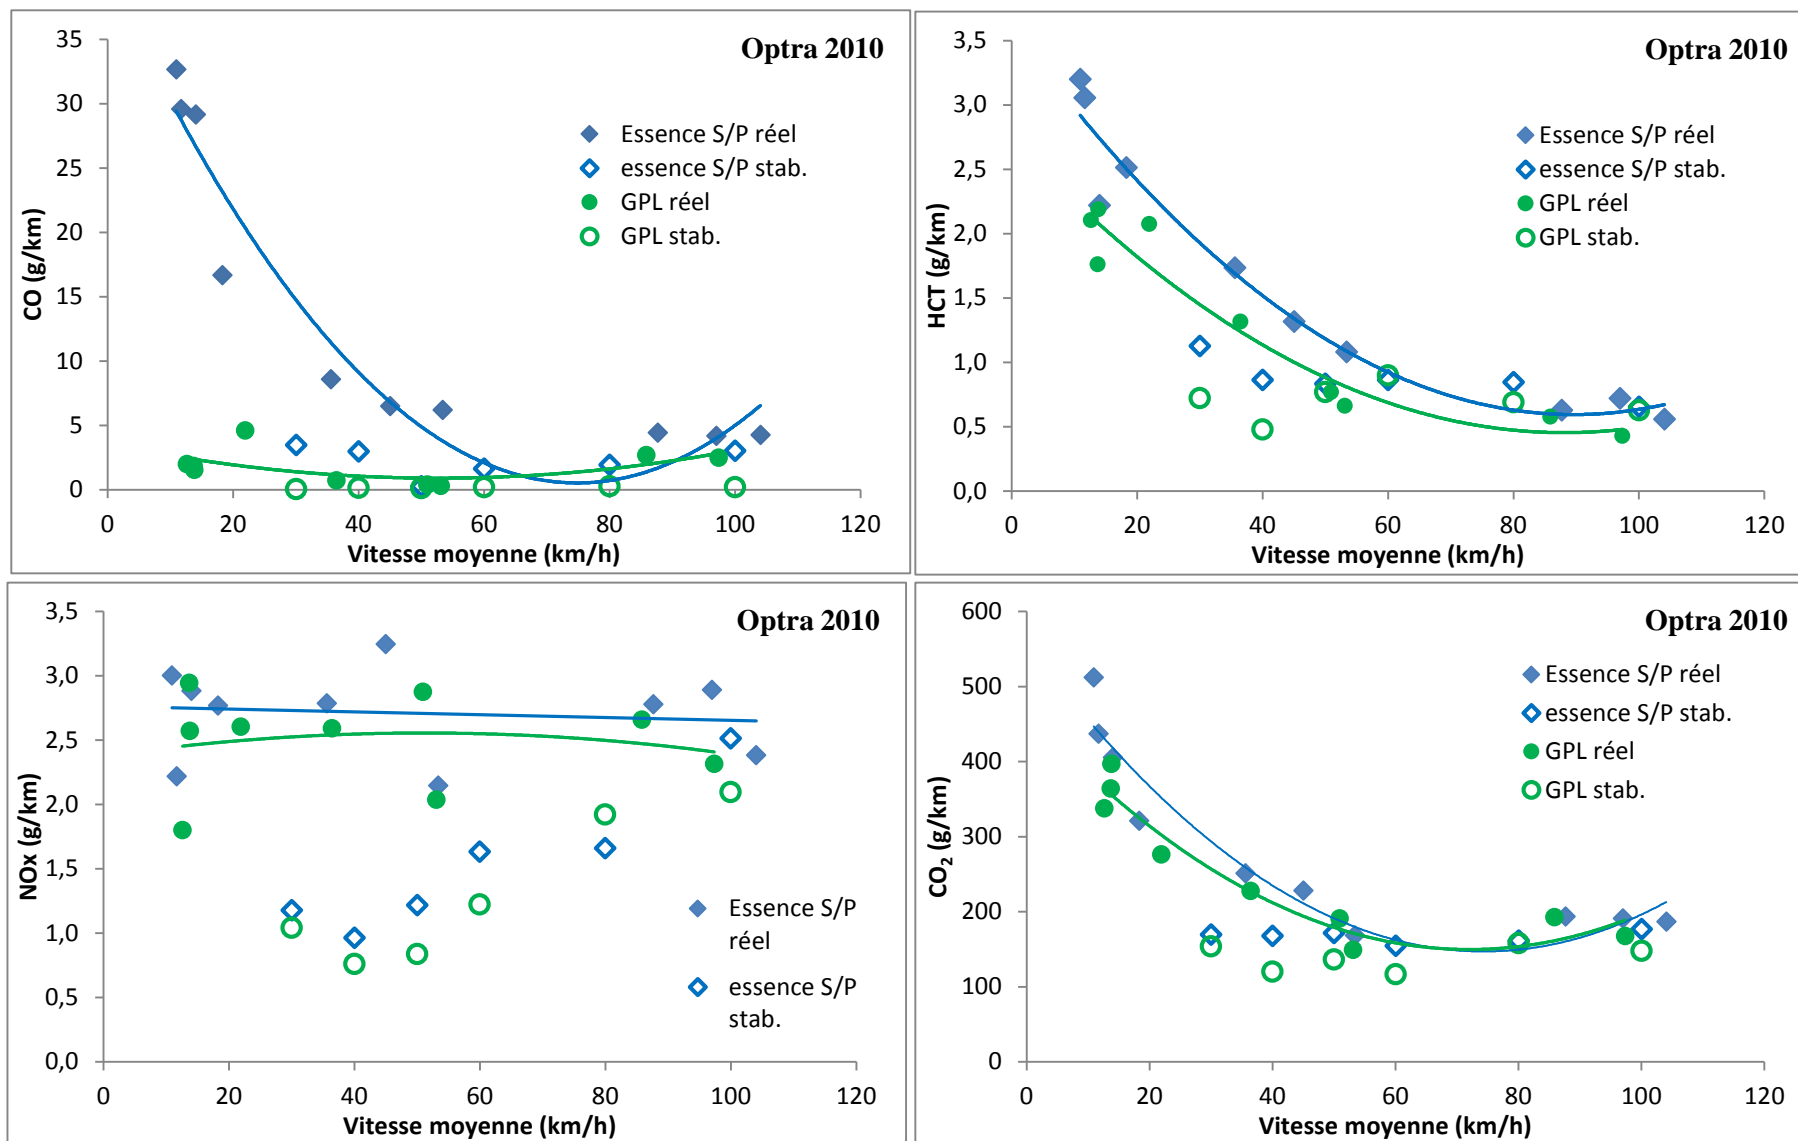 Optra 2010
35
30
25
20
15
10
5
0
CO (g/km)
Essence S/P réel
essence S/P stab.
GPL réel
GPL stab.
0 20 40 60 80 100 120
Vitesse moyenne (km/h)
Optra 2010
3,5
3,0
2,5
2,0
1,5
1,0
0,5
0,0
HCT (g/km)
Essence S/P réel
essence S/P stab.
GPL réel
GPL stab.
0 20 40 60 80 100 120
Vitesse moyenne (km/h)
Optra 2010
3,5
3,0
2,5
2,0
1,5
1,0
0,5
0,0
NOx (g/km)
Essence S/P
réel
essence S/P
stab.
0 20 40 60 80 100 120
Vitesse moyenne (km/h)
Optra 2010
600
500
400
300
200
100
0
CO₂ (g/km)
Essence S/P réel
essence S/P stab.
GPL réel
GPL stab.
0 20 40 60 80 100 120
Vitesse moyenne (km/h)